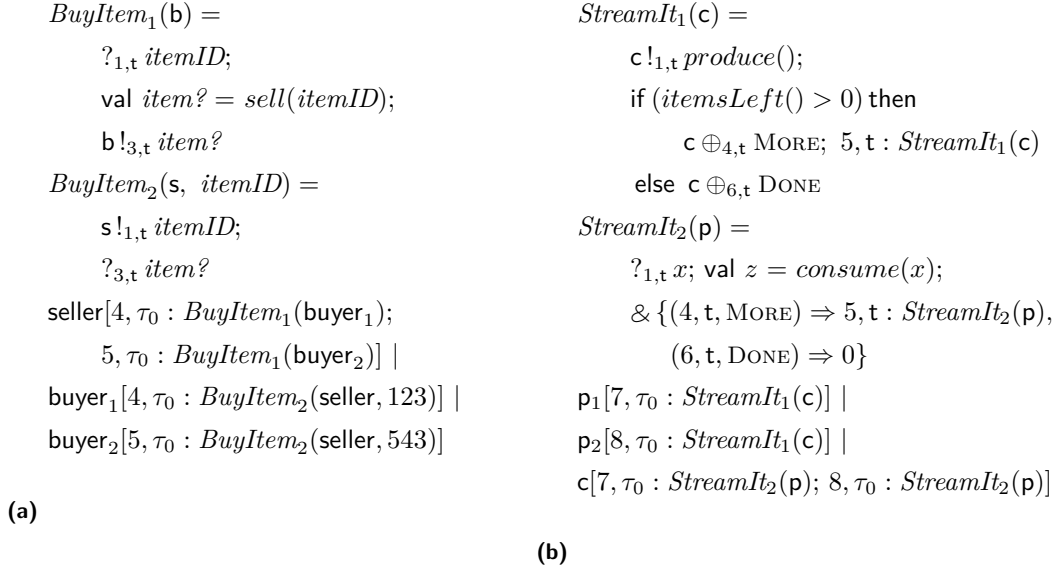 BuyItem₁(b) =
?₁,ₜ itemID;
val item? = sell(itemID);
b !₃,ₜ item?
BuyItem₂(s, itemID) =
s !₁,ₜ itemID;
?₃,ₜ item?
seller[4, τ₀ : BuyItem₁(buyer₁);
5, τ₀ : BuyItem₁(buyer₂)] |
buyer₁[4, τ₀ : BuyItem₂(seller, 123)] |
buyer₂[5, τ₀ : BuyItem₂(seller, 543)]
(a)
StreamIt₁(c) =
c !₁,ₜ produce();
if (itemsLeft() > 0) then
c ⊕₄,ₜ MORE; 5, t : StreamIt₁(c)
else c ⊕₆,ₜ DONE
StreamIt₂(p) =
?₁,ₜ x; val z = consume(x);
& {(4, t, MORE) ⇒ 5, t : StreamIt₂(p),
(6, t, DONE) ⇒ 0}
p₁[7, τ₀ : StreamIt₁(c)] |
p₂[8, τ₀ : StreamIt₁(c)] |
c[7, τ₀ : StreamIt₂(p); 8, τ₀ : StreamIt₂(p)]
(b)